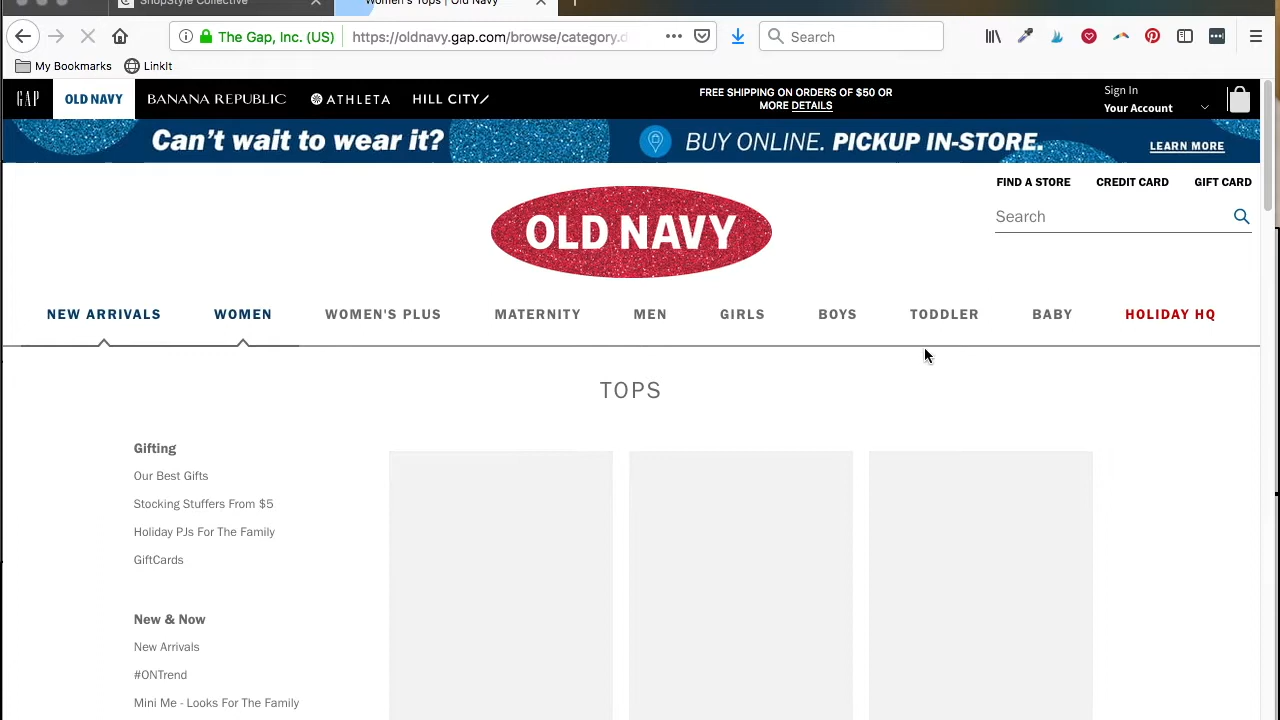 ShopStyle Collective
Women's Tops | Old Navy
The Gap, Inc. (US)
https://oldnavy.gap.com/browse/category.d
Search
My Bookmarks
LinkIt
GAP
OLD NAVY
BANANA REPUBLIC
ATHLETA
HILL CITY
FREE SHIPPING ON ORDERS OF $50 OR
MORE DETAILS
Sign In
Your Account
Can't wait to wear it?
BUY ONLINE. PICKUP IN-STORE.
LEARN MORE
FIND A STORE
CREDIT CARD
GIFT CARD
Search
OLD NAVY
NEW ARRIVALS
WOMEN
WOMEN'S PLUS
MATERNITY
MEN
GIRLS
BOYS
TODDLER
BABY
HOLIDAY HQ
TOPS
Gifting
Our Best Gifts
Stocking Stuffers From $5
Holiday PJs For The Family
GiftCards
New & Now
New Arrivals
#ONTrend
Mini Me - Looks For The Family